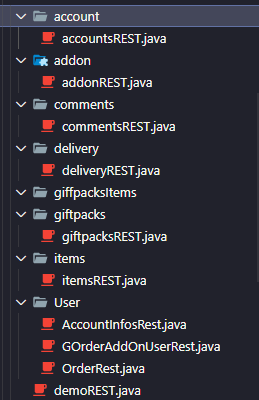 account
accountsREST.java
addon
addonREST.java
comments
commentsREST.java
delivery
deliveryREST.java
giffpacksItems
giftpacks
giftpacksREST.java
items
itemsREST.java
User
AccountInfosRest.java
GOrderAddOnUserRest.java
OrderRest.java
demoREST.java